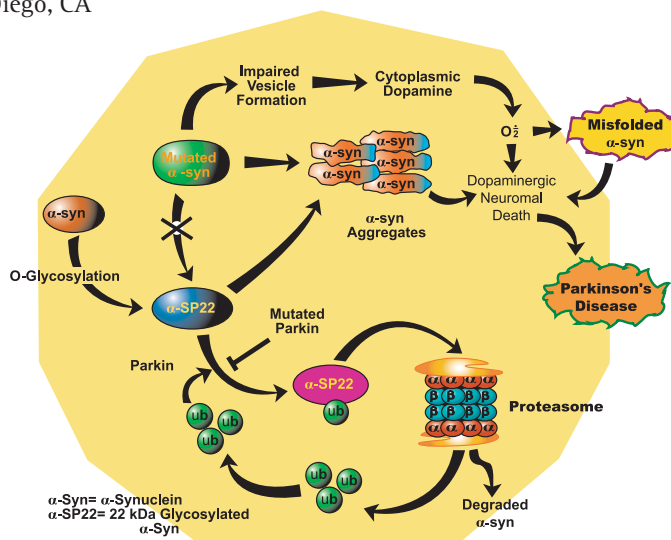 Diego, CA
Impaired
Vesicle
Formation
Cytoplasmic
Dopamine
O÷2
Misfolded
α-syn
Mutated
α-syn
α-syn
α-syn
α-syn
α-syn
α-syn
α-syn
Aggregates
Dopaminergic
Neuromal
Death
α-syn
O-Glycosylation
Parkinson's
Disease
α-SP22
Mutated
Parkin
Parkin
α-SP22
ub
ub
ub
ub
α α α α
β β β β
β β β β
α α α α
Proteasome
ub
ub
ub
Degraded
α-syn
α-Syn= α-Synuclein
α-SP22= 22 kDa Glycosylated
α-Syn